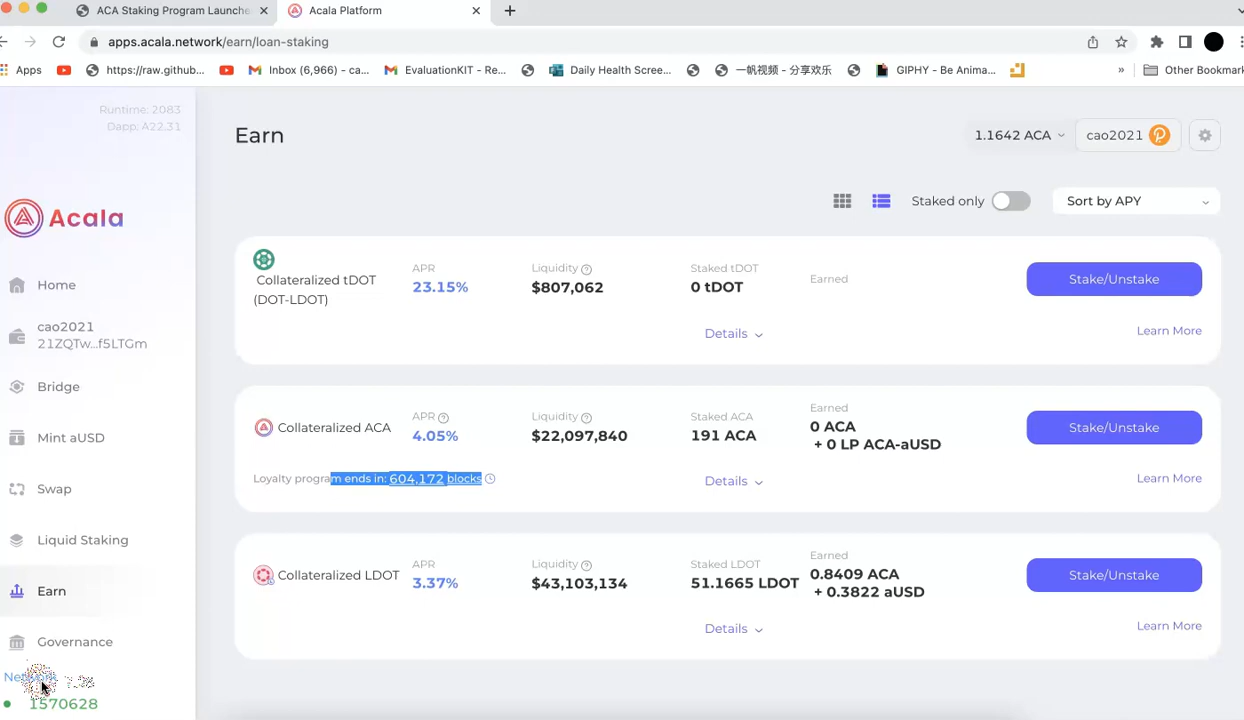 ACA Staking Program Launche
Acala Platform
apps.acala.network/earn/loan-staking
Apps
https://raw.github...
Inbox (6,966) - ca...
EvaluationKIT - Re...
Daily Health Scree...
一帆视频 - 分享欢乐
GIPHY - Be Anima...
»
Other Bookmark
Runtime: 2083
Dapp: A22.31
Acala
Home
cao2021
21ZQTw...f5LTGm
Bridge
Mint aUSD
Swap
Liquid Staking
Earn
Governance
1570628
Earn
1.1642 ACA
cao2021
Staked only
Sort by APY
Collateralized tDOT
(DOT-LDOT)
APR
23.15%
Liquidity
$807,062
Staked tDOT
0 tDOT
Earned
Stake/Unstake
Details
Learn More
Collateralized ACA
APR
4.05%
Liquidity
$22,097,840
Staked ACA
191 ACA
Earned
0 ACA
+ 0 LP ACA-aUSD
Stake/Unstake
Loyalty program ends in: 604,172 blocks
Details
Learn More
Collateralized LDOT
APR
3.37%
Liquidity
$43,103,134
Staked LDOT
51.1665 LDOT
Earned
0.8409 ACA
+ 0.3822 aUSD
Stake/Unstake
Details
Learn More